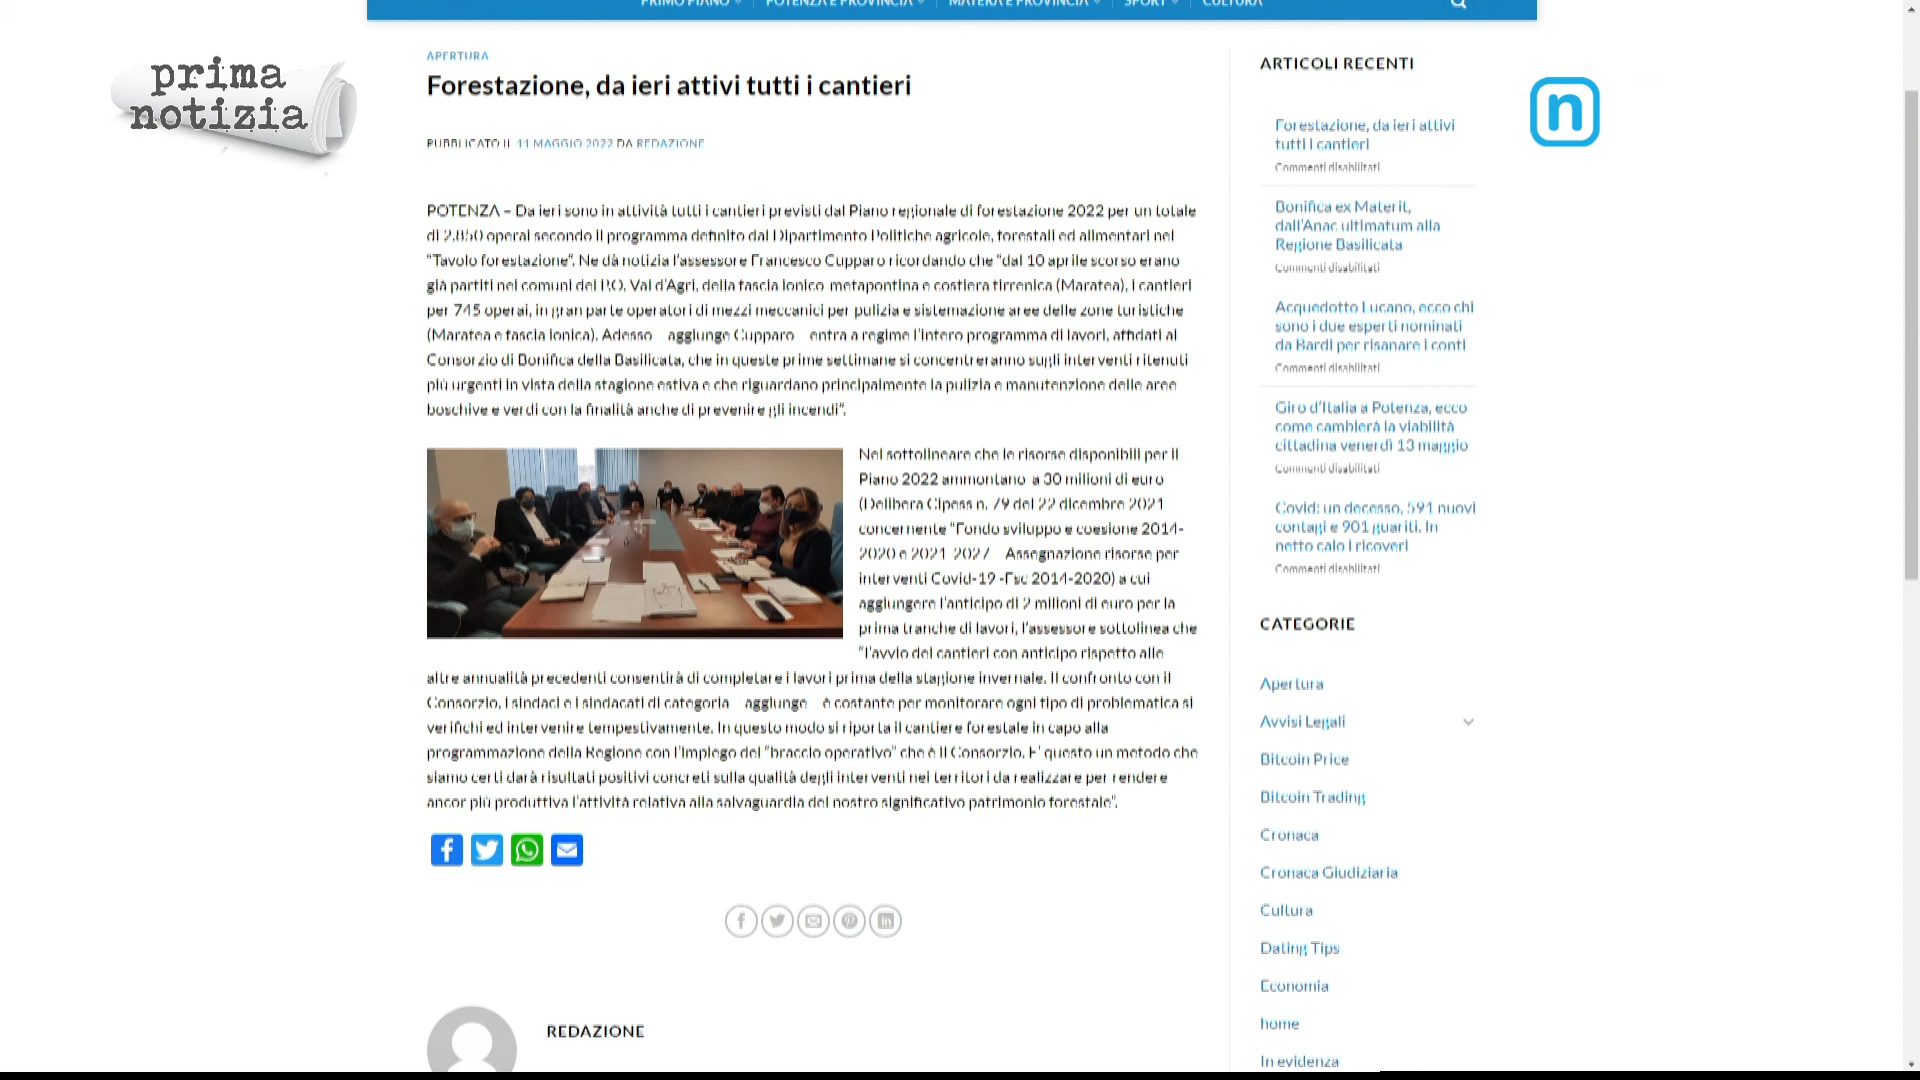 PRIMO PIANO
POTENZA E PROVINCIA
MATERA E PROVINCIA
SPORT
CULTURA
prima
notizia
n
APERTURA
Forestazione, da ieri attivi tutti i cantieri
PUBBLICATO IL 11 MAGGIO 2022 DA REDAZIONE
POTENZA – Da ieri sono in attività tutti i cantieri previsti dal Piano regionale di forestazione 2022 per un totale
di 2.850 operai secondo il programma definito dal Dipartimento Politiche agricole, forestali ed alimentari nel
“Tavolo forestazione”. Ne dà notizia l’assessore Francesco Cupparo ricordando che “dal 10 aprile scorso erano
già partiti nei comuni del P.O. Val d’Agri, della fascia ionico metapontina e costiera tirrenica (Maratea), i cantieri
per 745 operai, in gran parte operatori di mezzi meccanici per pulizia e sistemazione aree delle zone turistiche
(Maratea e fascia ionica). Adesso aggiunge Cupparo entra a regime l’intero programma di lavori, affidati al
Consorzio di Bonifica della Basilicata, che in queste prime settimane si concentreranno sugli interventi ritenuti
più urgenti in vista della stagione estiva e che riguardano principalmente la pulizia e manutenzione delle aree
boschive e verdi con la finalità anche di prevenire gli incendi”.
Nel sottolineare che le risorse disponibili per il
Piano 2022 ammontano a 30 milioni di euro
(Delibera Cipess n. 79 del 22 dicembre 2021
concernente “Fondo sviluppo e coesione 2014-
2020 e 2021 2027 Assegnazione risorse per
interventi Covid-19 -Fsc 2014-2020) a cui
aggiungere l’anticipo di 2 milioni di euro per la
prima tranche di lavori, l’assessore sottolinea che
“l’avvio dei cantieri con anticipo rispetto alle
altre annualità precedenti consentirà di completare i lavori prima della stagione invernale. Il confronto con il
Consorzio, i sindaci e i sindacati di categoria aggiunge è costante per monitorare ogni tipo di problematica si
verifichi ed intervenire tempestivamente. In questo modo si riporta il cantiere forestale in capo alla
programmazione della Regione con l’impiego del “braccio operativo” che è il Consorzio. E’ questo un metodo che
siamo certi darà risultati positivi concreti sulla qualità degli interventi nei territori da realizzare per rendere
ancor più produttiva l’attività relativa alla salvaguardia del nostro significativo patrimonio forestale”.
REDAZIONE
ARTICOLI RECENTI
Forestazione, da ieri attivi
tutti i cantieri
Commenti disabilitati
Bonifica ex Materit,
dall’Anac ultimatum alla
Regione Basilicata
Commenti disabilitati
Acquedotto Lucano, ecco chi
sono i due esperti nominati
da Bardi per risanare i conti
Commenti disabilitati
Giro d’Italia a Potenza, ecco
come cambierà la viabilità
cittadina venerdì 13 maggio
Commenti disabilitati
Covid: un decesso, 591 nuovi
contagi e 901 guariti. In
netto calo i ricoveri
Commenti disabilitati
CATEGORIE
Apertura
Avvisi Legali
Bitcoin Price
Bitcoin Trading
Cronaca
Cronaca Giudiziaria
Cultura
Dating Tips
Economia
home
In evidenza